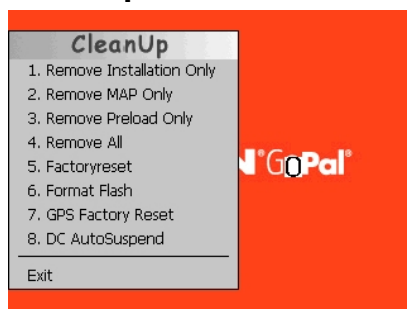 CleanUp
1. Remove Installation Only
2. Remove MAP Only
3. Remove Preload Only
4. Remove All
5. Factoryreset
6. Format Flash
7. GPS Factory Reset
8. DC AutoSuspend
Exit
N®GoPal®